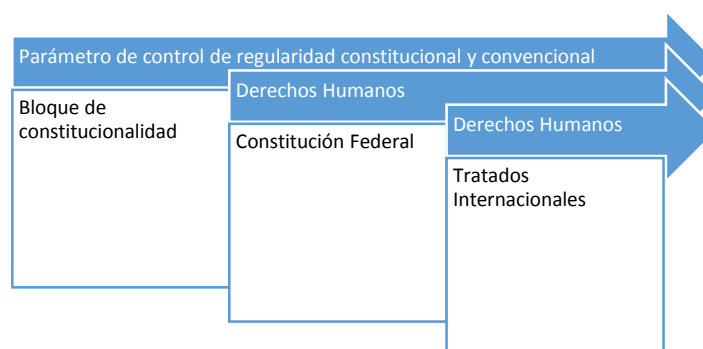 Parámetro de control de regularidad constitucional y convencional
Bloque de
constitucionalidad
Derechos Humanos
Constitución Federal
Derechos Humanos
Tratados
Internacionales